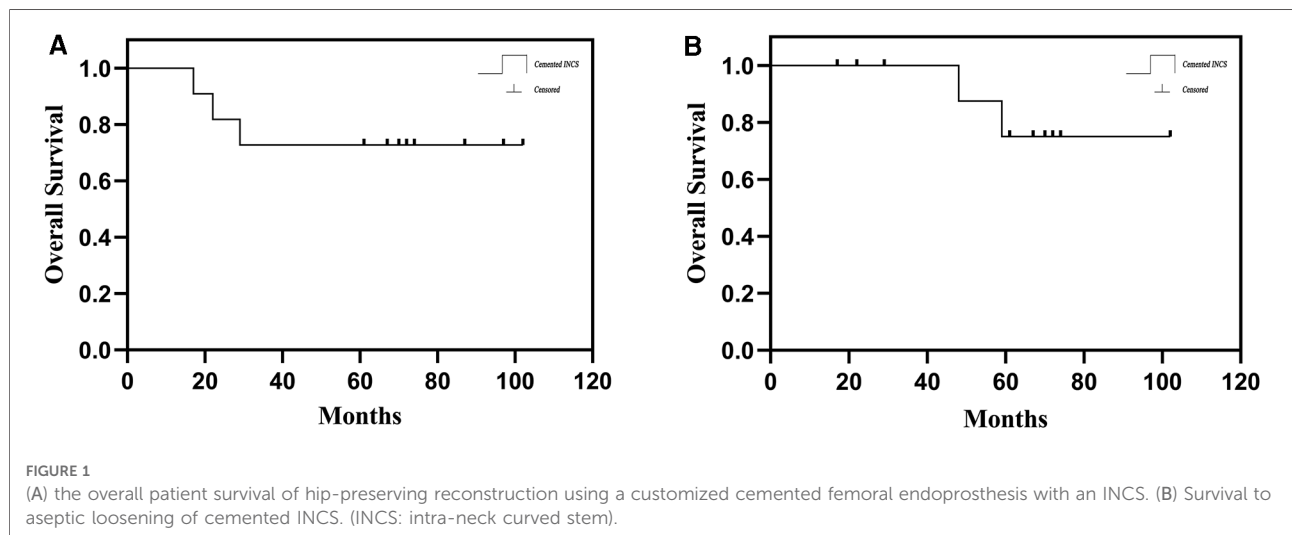 A
Overall Survival
1.0
0.8
0.6
0.4
0.2
0.0
0 20 40 60 80 100 120
Months
Cemented INCS
Censored
B
Overall Survival
1.0
0.8
0.6
0.4
0.2
0.0
0 20 40 60 80 100 120
Months
Cemented INCS
Censored
FIGURE 1
(A) the overall patient survival of hip-preserving reconstruction using a customized cemented femoral endoprosthesis with an INCS. (B) Survival to
aseptic loosening of cemented INCS. (INCS: intra-neck curved stem).